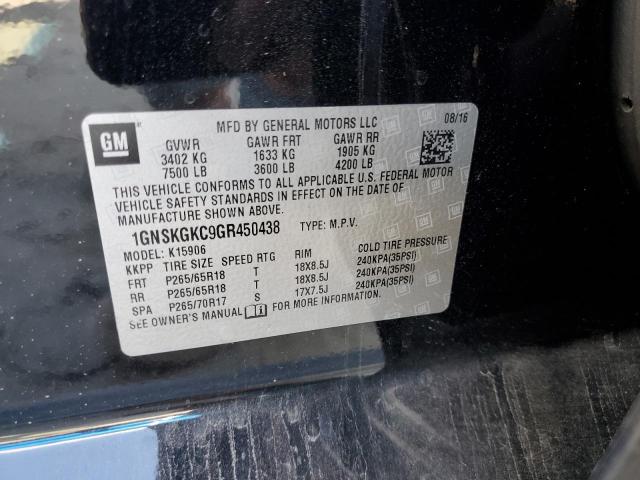 GM
MFD BY GENERAL MOTORS LLC 08/16
GVWR GAWR FRT GAWR RR
3402 KG 1633 KG 1905 KG
7500 LB 3600 LB 4200 LB
THIS VEHICLE CONFORMS TO ALL APPLICABLE U.S. FEDERAL MOTOR
VEHICLE SAFETY STANDARDS IN EFFECT ON THE DATE OF
MANUFACTURE SHOWN ABOVE.
1GNSKGKC9GR450438 TYPE: M.P.V.
MODEL: K15906
KKPP TIRE SIZE SPEED RTG RIM COLD TIRE PRESSURE
FRT P265/65R18 T 18X8.5J 240KPA(35PSI)
RR P265/65R18 T 18X8.5J 240KPA(35PSI)
SPA P265/70R17 S 17X7.5J 240KPA(35PSI)
SEE OWNER'S MANUAL FOR MORE INFORMATION.